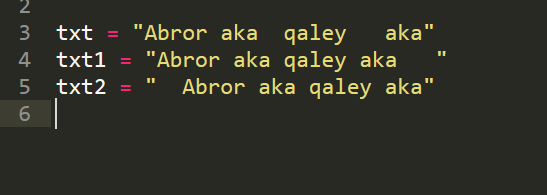 2
3 txt = "Abror aka  qaley   aka"
4 txt1 = "Abror aka qaley aka   "
5 txt2 = "  Abror aka qaley aka"
6